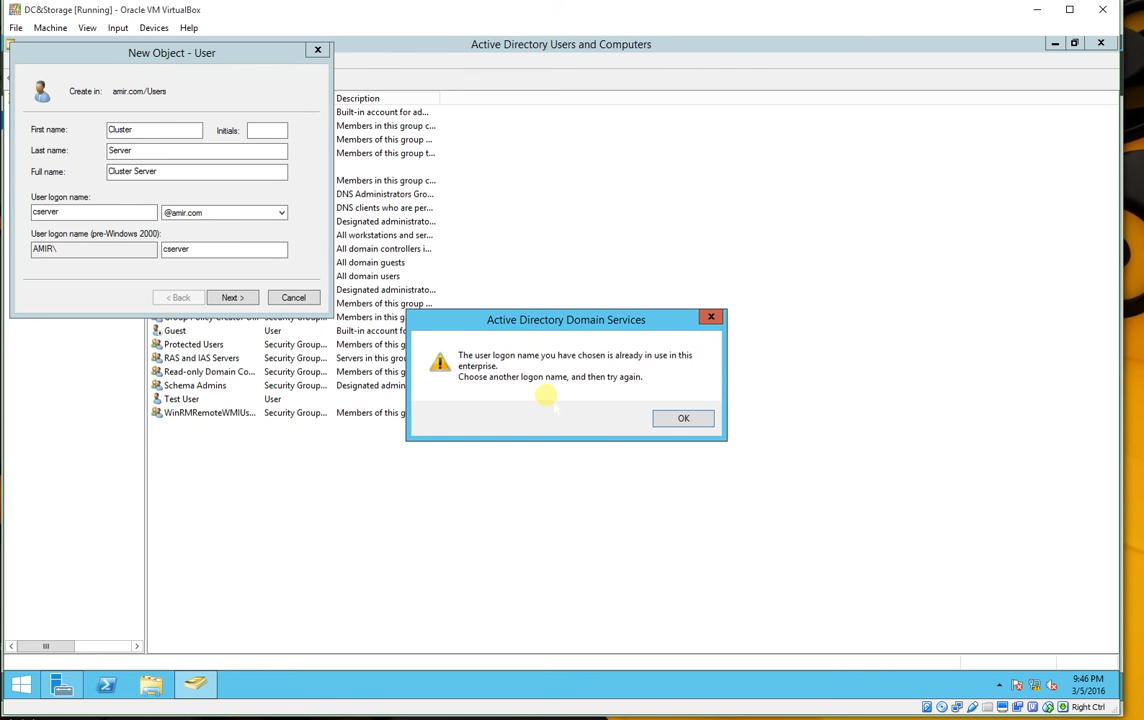 DC&Storage [Running] - Oracle VM VirtualBox
File Machine View Input Devices Help
Active Directory Users and Computers
New Object - User
Create in: amir.com/Users
First name: Cluster Initials:
Last name: Server
Full name: Cluster Server
User logon name:
cserver @amir.com
User logon name (pre-Windows 2000):
AMIR\ cserver
< Back Next > Cancel
Description
Built-in account for ad...
Members in this group c...
Members of this group ...
Members of this group t...
Members in this group c...
DNS Administrators Gro...
DNS clients who are per...
Designated administrato...
All workstations and ser...
All domain controllers i...
All domain guests
All domain users
Designated administrato...
Members of this group ...
Members in this g
Guest User Built-in account fo
Protected Users Security Group... Members of this g
RAS and IAS Servers Security Group... Servers in this grou
Read-only Domain Co... Security Group... Members of this g
Schema Admins Security Group... Designated admin
Test User User
WinRMRemoteWMIUs... Security Group... Members of this g
Active Directory Domain Services
The user logon name you have chosen is already in use in this
enterprise.
Choose another logon name, and then try again.
OK
9:46 PM
3/5/2016
Right Ctrl